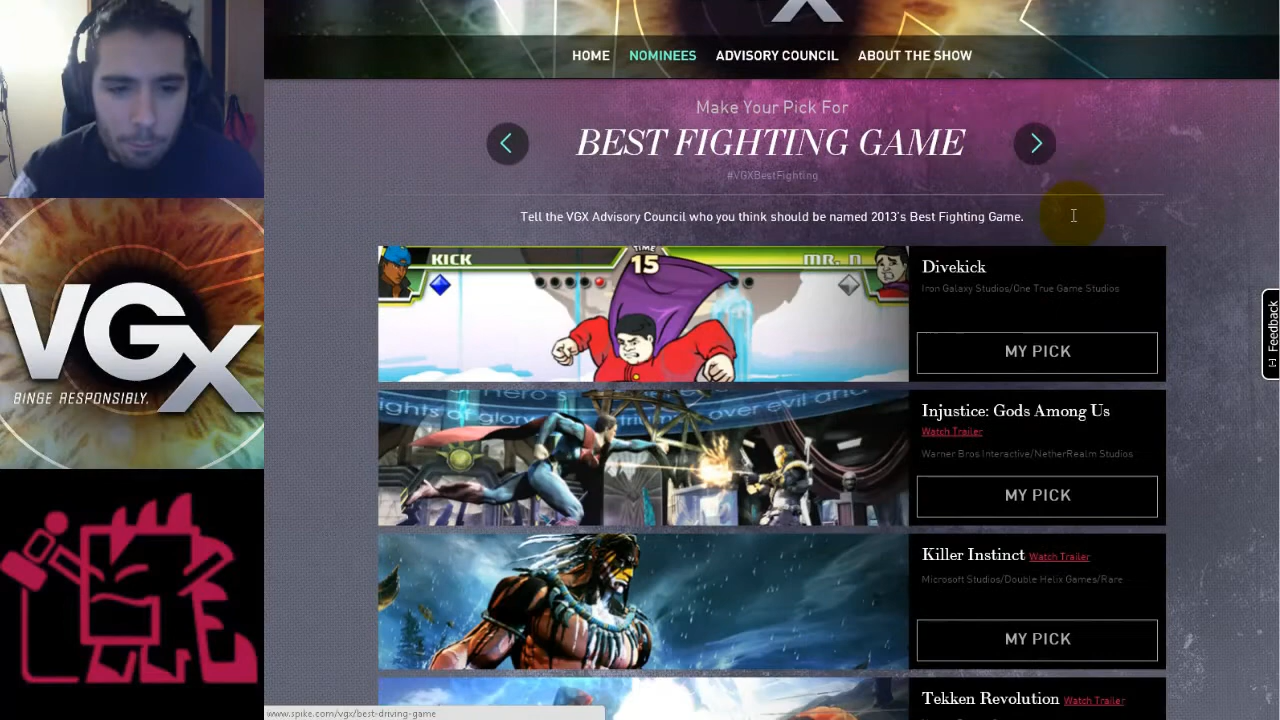 HOME NOMINEES ADVISORY COUNCIL ABOUT THE SHOW
Make Your Pick For
BEST FIGHTING GAME
#VGXBestFighting
Tell the VGX Advisory Council who you think should be named 2013's Best Fighting Game.
KICK
TIME
15
MR. N
Divekick
Iron Galaxy Studios/One True Game Studios
MY PICK
Injustice: Gods Among Us
Watch Trailer
Warner Bros Interactive/NetherRealm Studios
MY PICK
Killer Instinct Watch Trailer
Microsoft Studios/Double Helix Games/Rare
MY PICK
Tekken Revolution Watch Trailer
[-] Feedback
VGX
BINGE RESPONSIBLY.
www.spike.com/vgx/best-driving-game